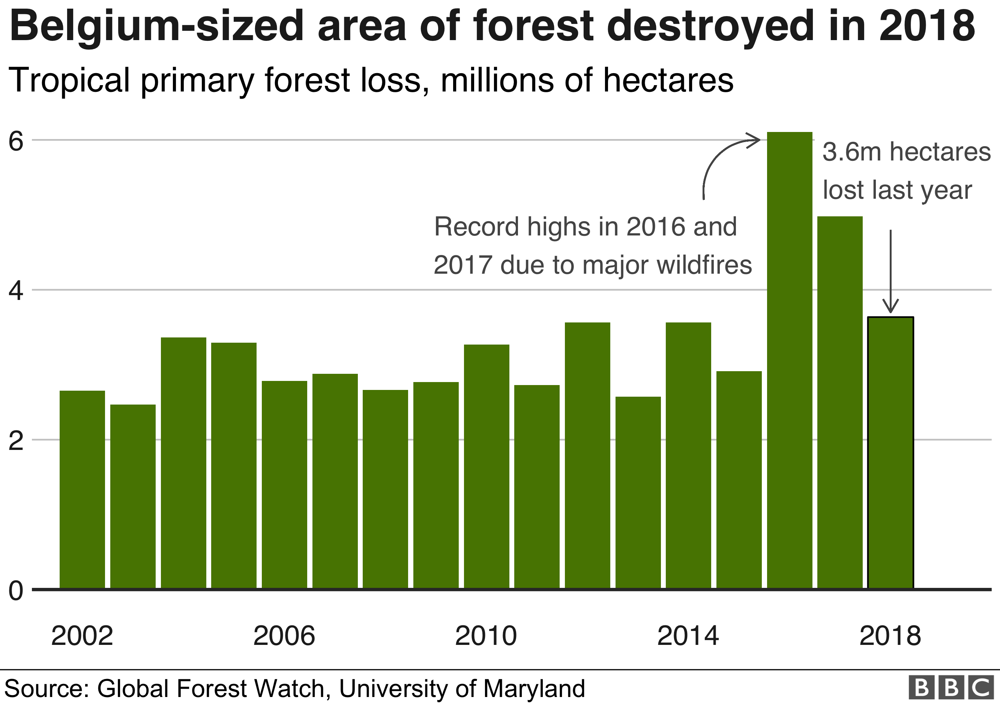 Belgium-sized area of forest destroyed in 2018
Tropical primary forest loss, millions of hectares
6
3.6m hectares
lost last year
Record highs in 2016 and
2017 due to major wildfires
4
2
0
2002
2006
2010
2014
2018
Source: Global Forest Watch, University of Maryland
BBC